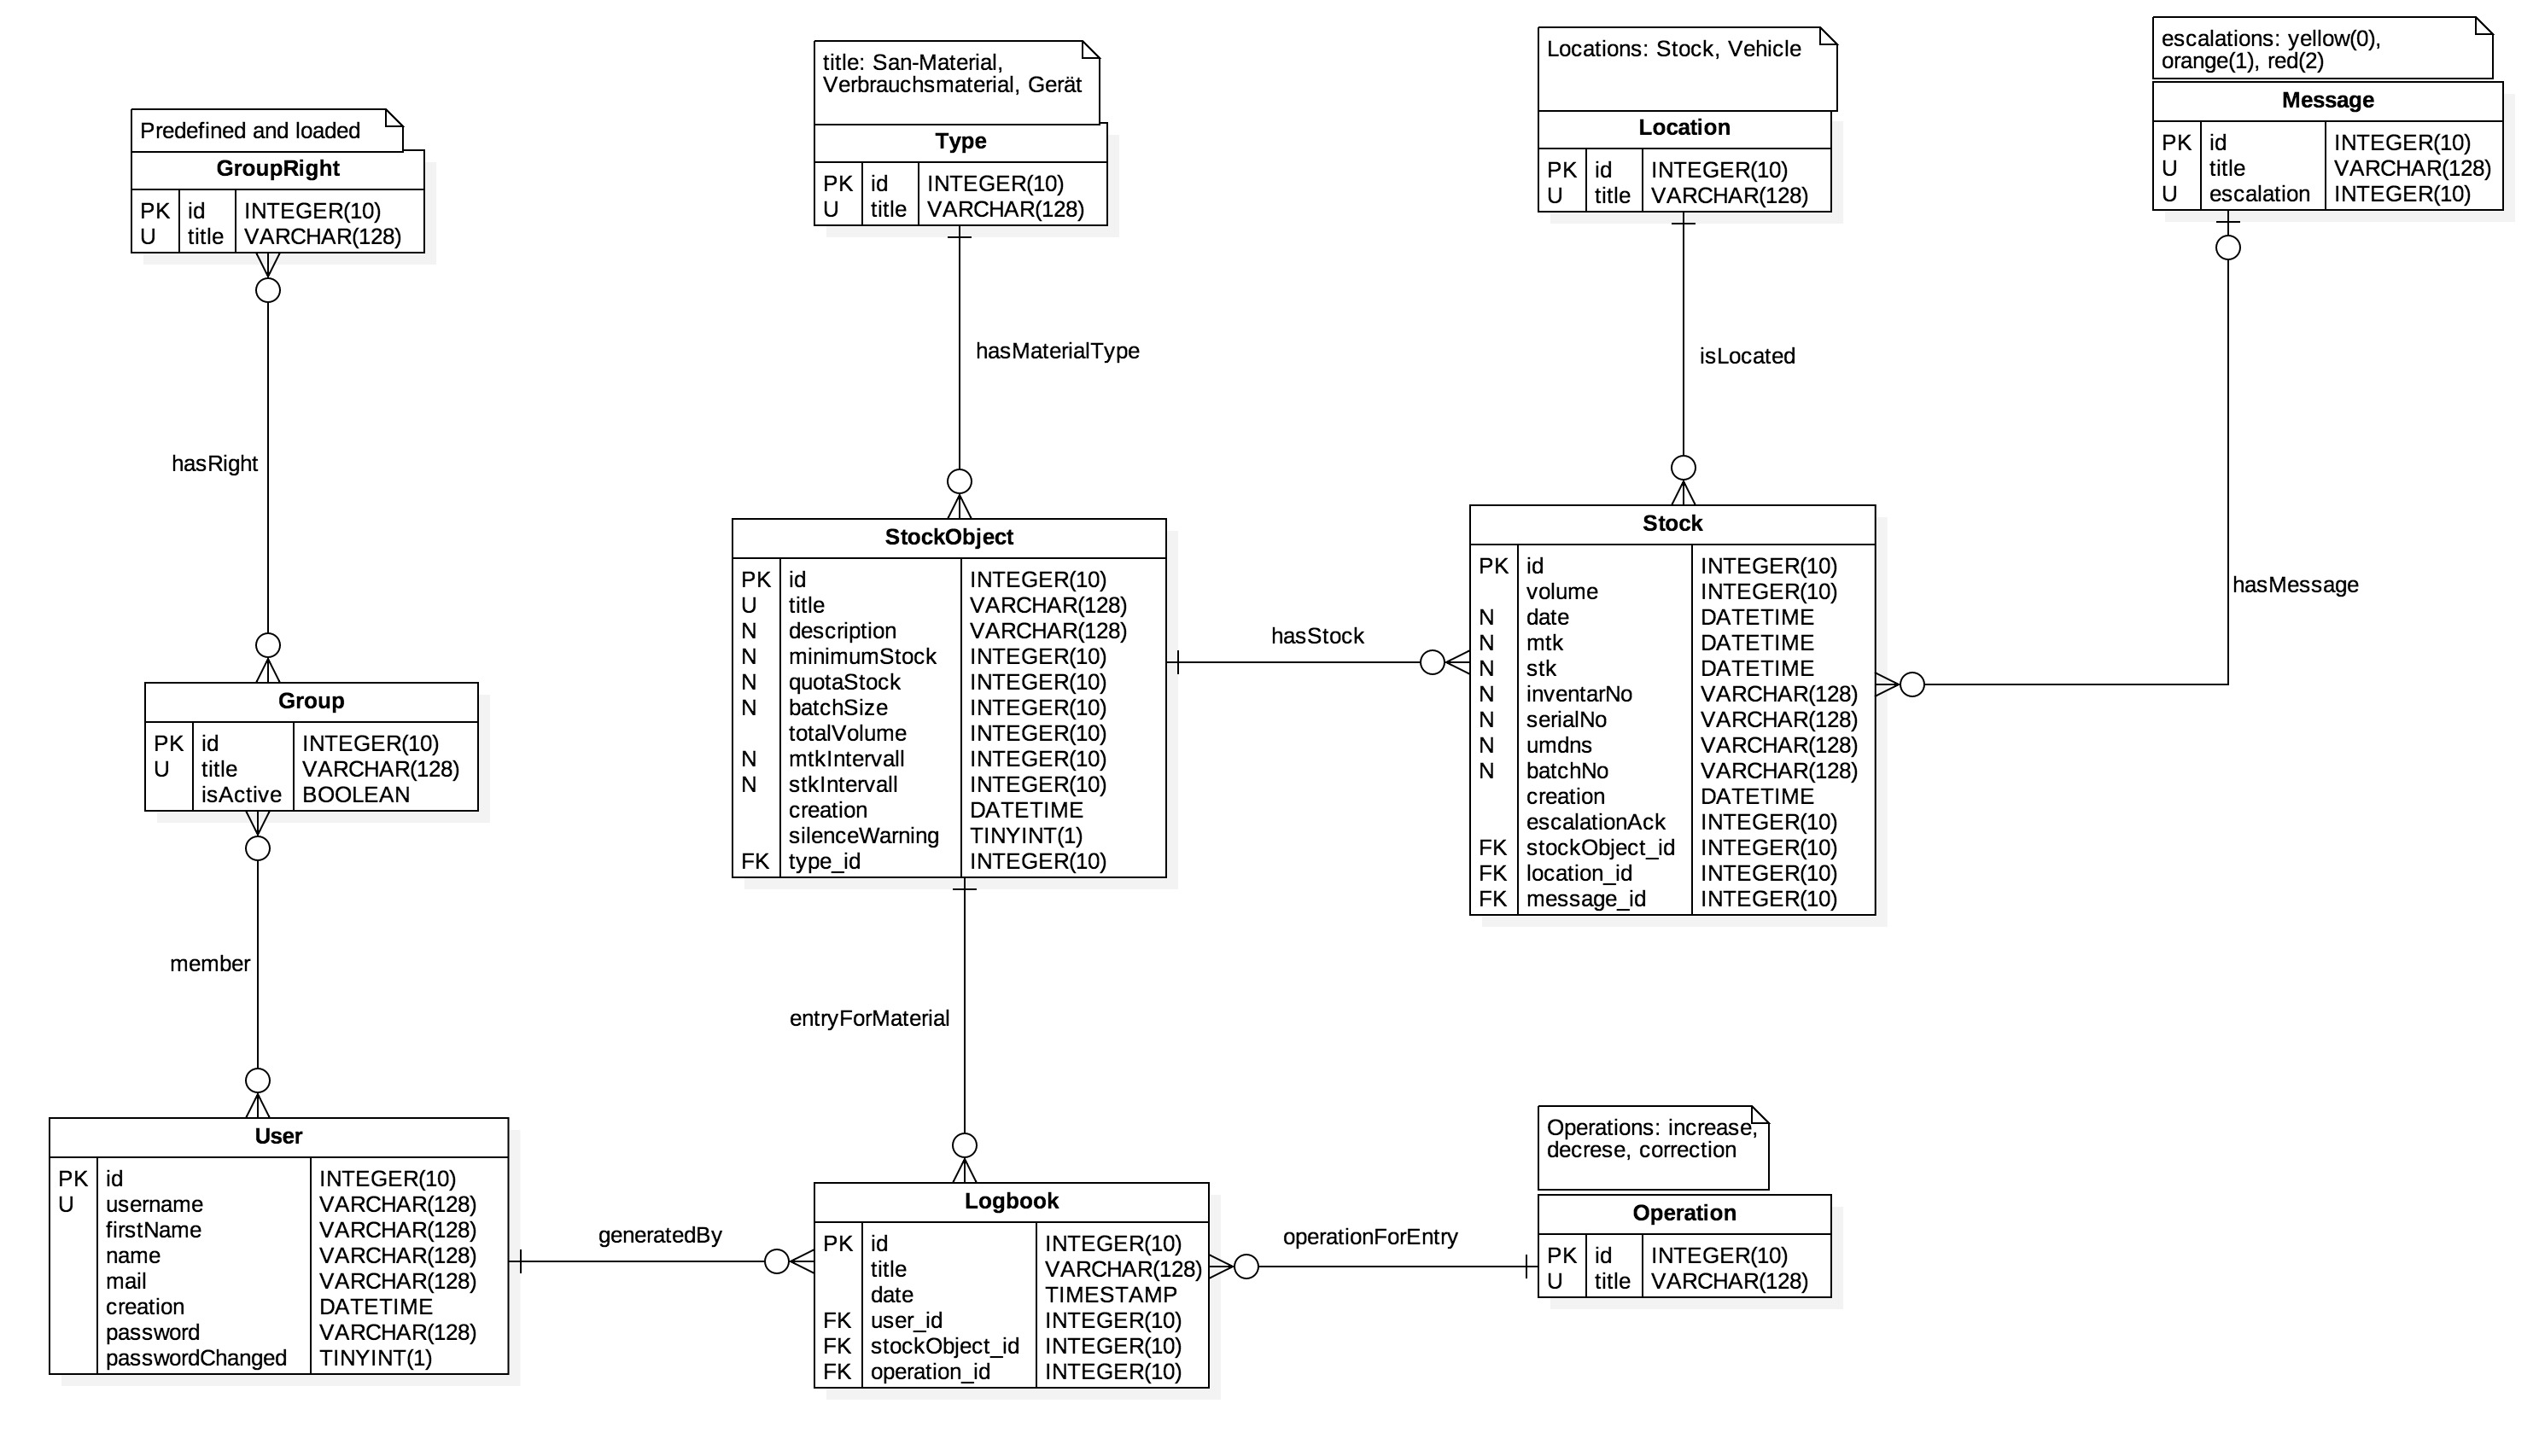 Predefined and loaded
GroupRight
PK id INTEGER(10)
U title VARCHAR(128)
hasRight
Group
PK id INTEGER(10)
U title VARCHAR(128)
isActive BOOLEAN
member
User
PK id INTEGER(10)
U username VARCHAR(128)
firstName VARCHAR(128)
name VARCHAR(128)
mail VARCHAR(128)
creation DATETIME
password VARCHAR(128)
passwordChanged TINYINT(1)
generatedBy
title: San-Material,
Verbrauchsmaterial, Gerät
Type
PK id INTEGER(10)
U title VARCHAR(128)
hasMaterialType
StockObject
PK id INTEGER(10)
U title VARCHAR(128)
N description VARCHAR(128)
N minimumStock INTEGER(10)
N quotaStock INTEGER(10)
N batchSize INTEGER(10)
totalVolume INTEGER(10)
N mtkIntervall INTEGER(10)
N stkIntervall INTEGER(10)
creation DATETIME
silenceWarning TINYINT(1)
FK type_id INTEGER(10)
hasStock
entryForMaterial
Logbook
PK id INTEGER(10)
title VARCHAR(128)
date TIMESTAMP
FK user_id INTEGER(10)
FK stockObject_id INTEGER(10)
FK operation_id INTEGER(10)
operationForEntry
Locations: Stock, Vehicle
Location
PK id INTEGER(10)
U title VARCHAR(128)
isLocated
Stock
PK id INTEGER(10)
volume INTEGER(10)
N date DATETIME
N mtk DATETIME
N stk DATETIME
N inventarNo VARCHAR(128)
N serialNo VARCHAR(128)
N umdns VARCHAR(128)
N batchNo VARCHAR(128)
creation DATETIME
escalationAck INTEGER(10)
FK stockObject_id INTEGER(10)
FK location_id INTEGER(10)
FK message_id INTEGER(10)
Operations: increase,
decrese, correction
Operation
PK id INTEGER(10)
U title VARCHAR(128)
escalations: yellow(0),
orange(1), red(2)
Message
PK id INTEGER(10)
U title VARCHAR(128)
U escalation INTEGER(10)
hasMessage